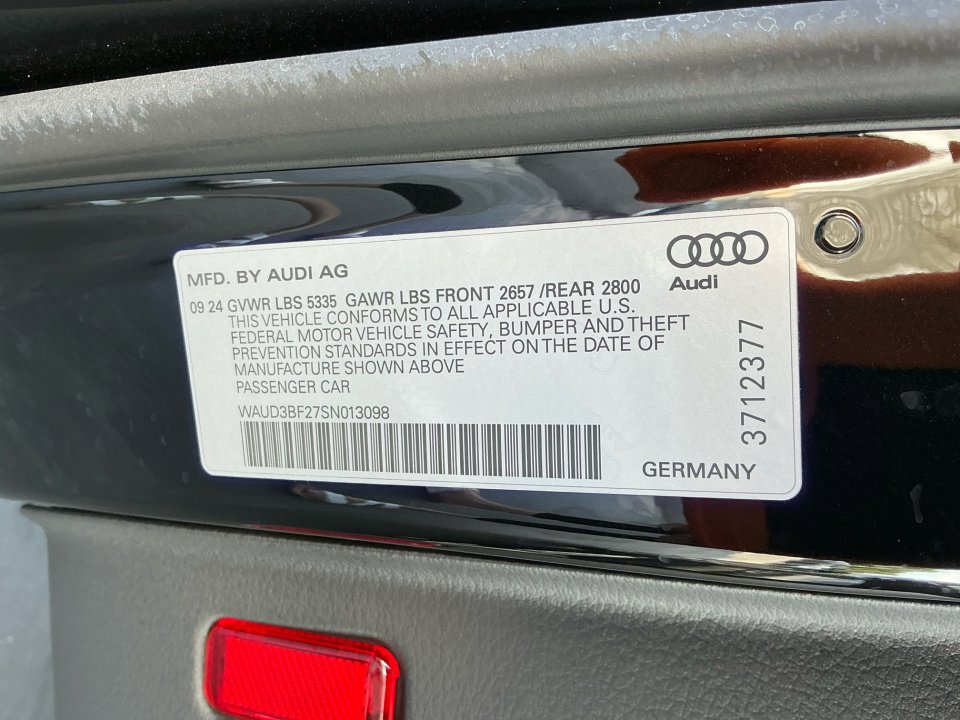 MFD. BY AUDI AG
Audi
09 24 GVWR LBS 5335 GAWR LBS FRONT 2657 /REAR 2800
THIS VEHICLE CONFORMS TO ALL APPLICABLE U.S.
FEDERAL MOTOR VEHICLE SAFETY, BUMPER AND THEFT
PREVENTION STANDARDS IN EFFECT ON THE DATE OF
MANUFACTURE SHOWN ABOVE
PASSENGER CAR
WAUD3BF27SN013098
3712377
GERMANY